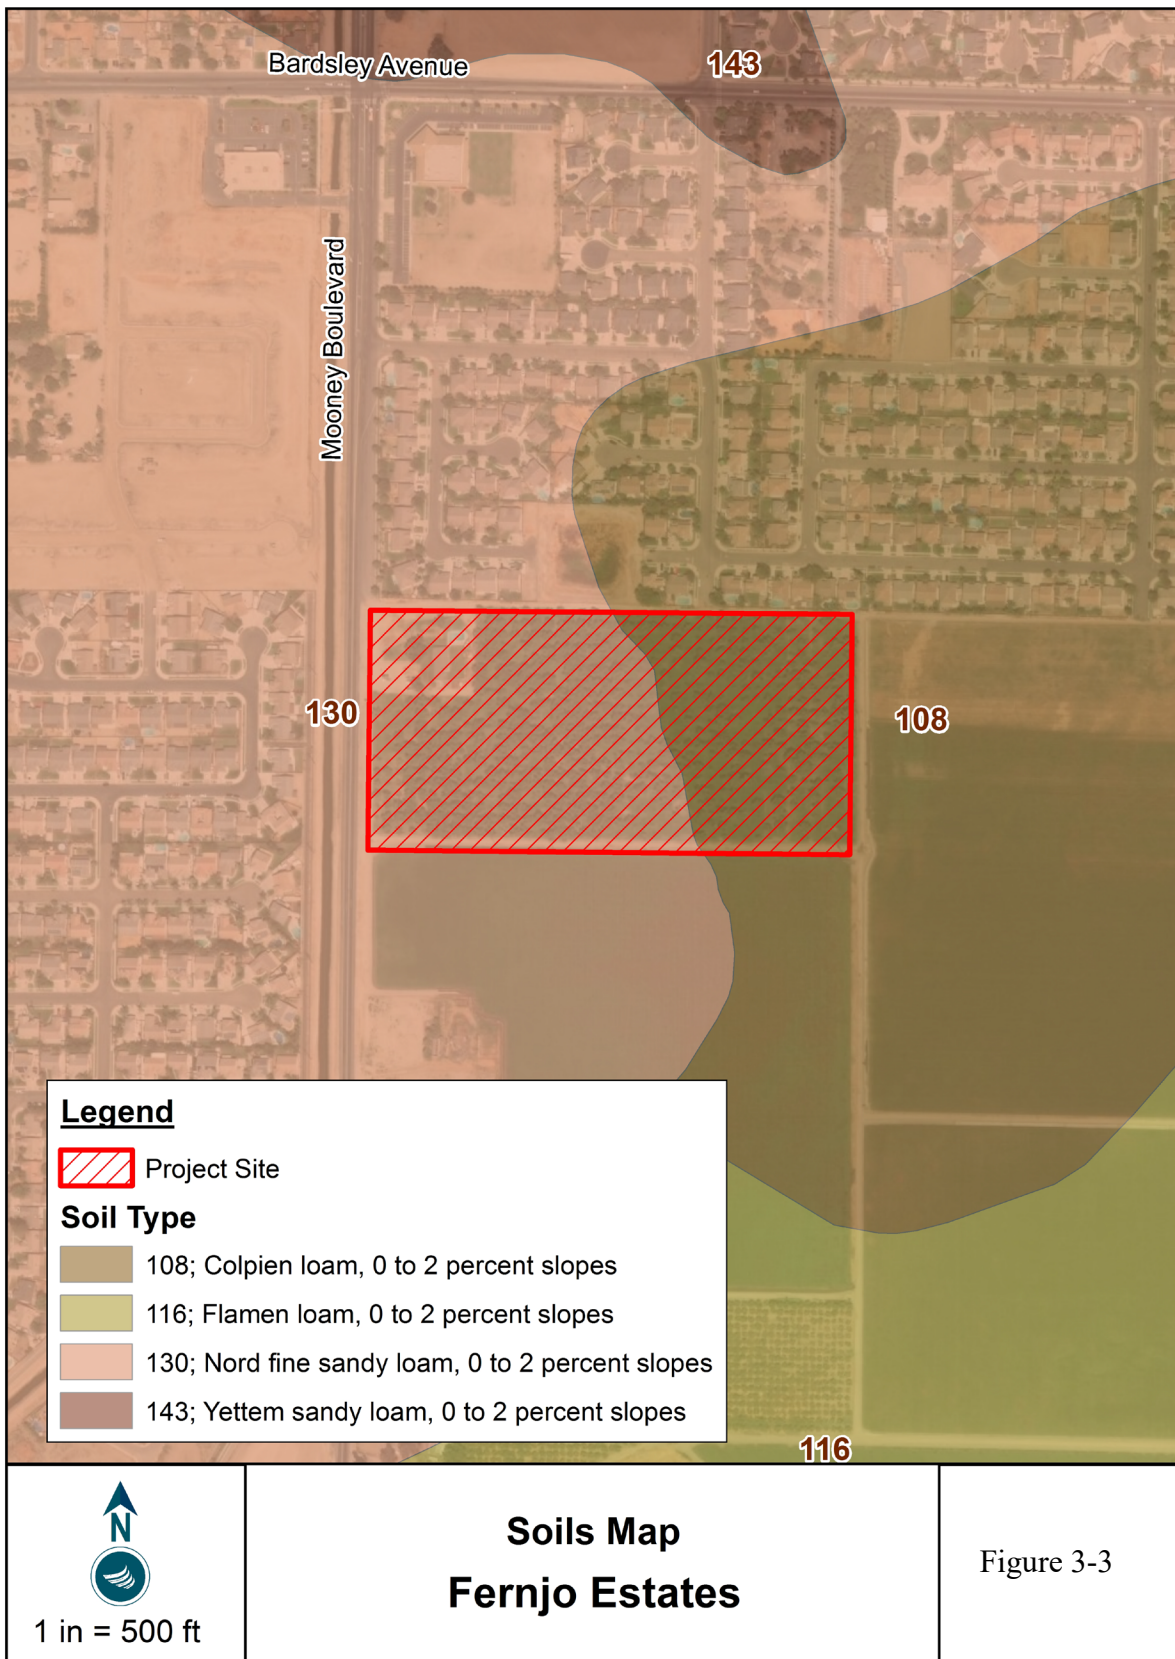 Bardsley Avenue
143
Mooney Boulevard
130
108
Legend
Project Site
Soil Type
108; Colpien loam, 0 to 2 percent slopes
116; Flamen loam, 0 to 2 percent slopes
130; Nord fine sandy loam, 0 to 2 percent slopes
143; Yettem sandy loam, 0 to 2 percent slopes
116
N
1 in = 500 ft
Soils Map
Fernjo Estates
Figure 3-3